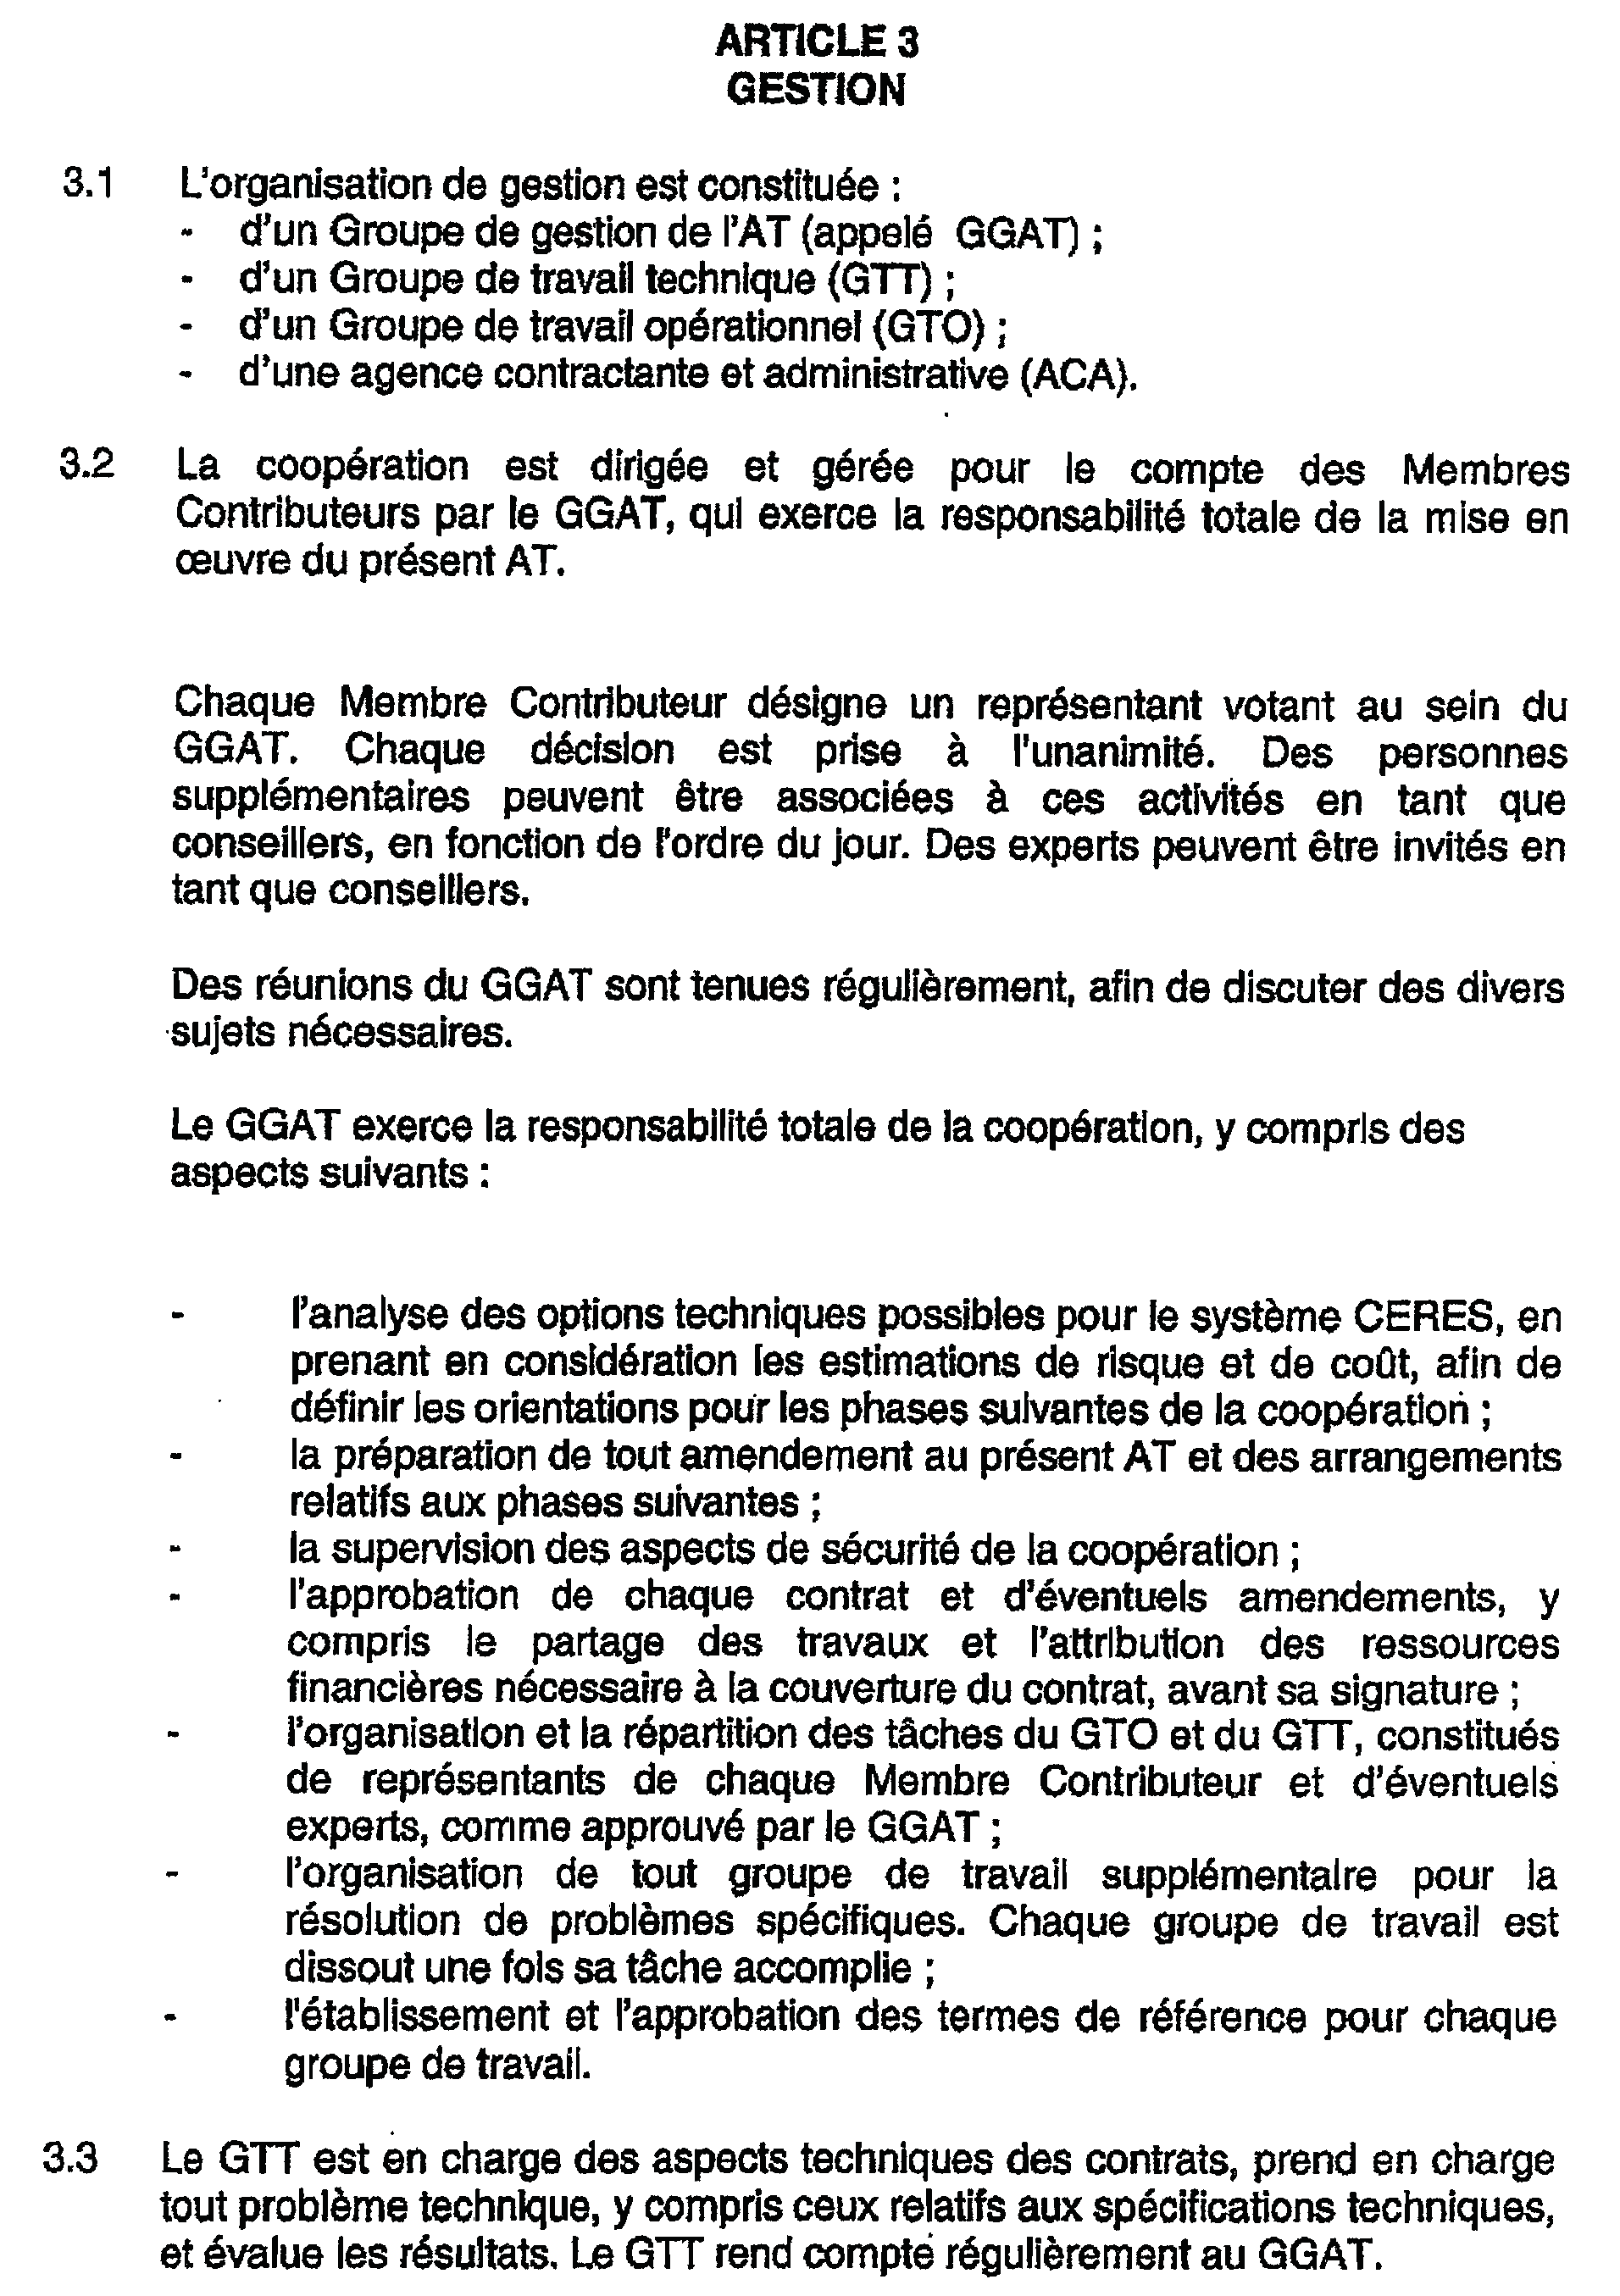 ARTICLE 3
GESTION
3.1 L'organisation de gestion est constituée :
- d'un Groupe de gestion de l'AT (appelé GGAT) ;
- d'un Groupe de travail technique (GTT) ;
- d'un Groupe de travail opérationnel (GTO) ;
- d'une agence contractante et administrative (ACA).
3.2 La coopération est dirigée et gérée pour le compte des Membres
Contributeurs par le GGAT, qui exerce la responsabilité totale de la mise en
œuvre du présent AT.
Chaque Membre Contributeur désigne un représentant votant au sein du
GGAT. Chaque décision est prise à l'unanimité. Des personnes
supplémentaires peuvent être associées à ces activités en tant que
conseillers, en fonction de l'ordre du jour. Des experts peuvent être invités en
tant que conseillers.
Des réunions du GGAT sont tenues régulièrement, afin de discuter des divers
sujets nécessaires.
Le GGAT exerce la responsabilité totale de la coopération, y compris des
aspects suivants :
- l'analyse des options techniques possibles pour le système CERES, en
prenant en considération les estimations de risque et de coût, afin de
définir les orientations pour les phases suivantes de la coopération ;
- la préparation de tout amendement au présent AT et des arrangements
relatifs aux phases suivantes ;
- la supervision des aspects de sécurité de la coopération ;
- l'approbation de chaque contrat et d'éventuels amendements, y
compris le partage des travaux et l'attribution des ressources
financières nécessaire à la couverture du contrat, avant sa signature ;
- l'organisation et la répartition des tâches du GTO et du GTT, constitués
de représentants de chaque Membre Contributeur et d'éventuels
experts, comme approuvé par le GGAT ;
- l'organisation de tout groupe de travail supplémentaire pour la
résolution de problèmes spécifiques. Chaque groupe de travail est
dissout une fois sa tâche accomplie ;
- l'établissement et l'approbation des termes de référence pour chaque
groupe de travail.
3.3 Le GTT est en charge des aspects techniques des contrats, prend en charge
tout problème technique, y compris ceux relatifs aux spécifications techniques,
et évalue les résultats. Le GTT rend compte régulièrement au GGAT.